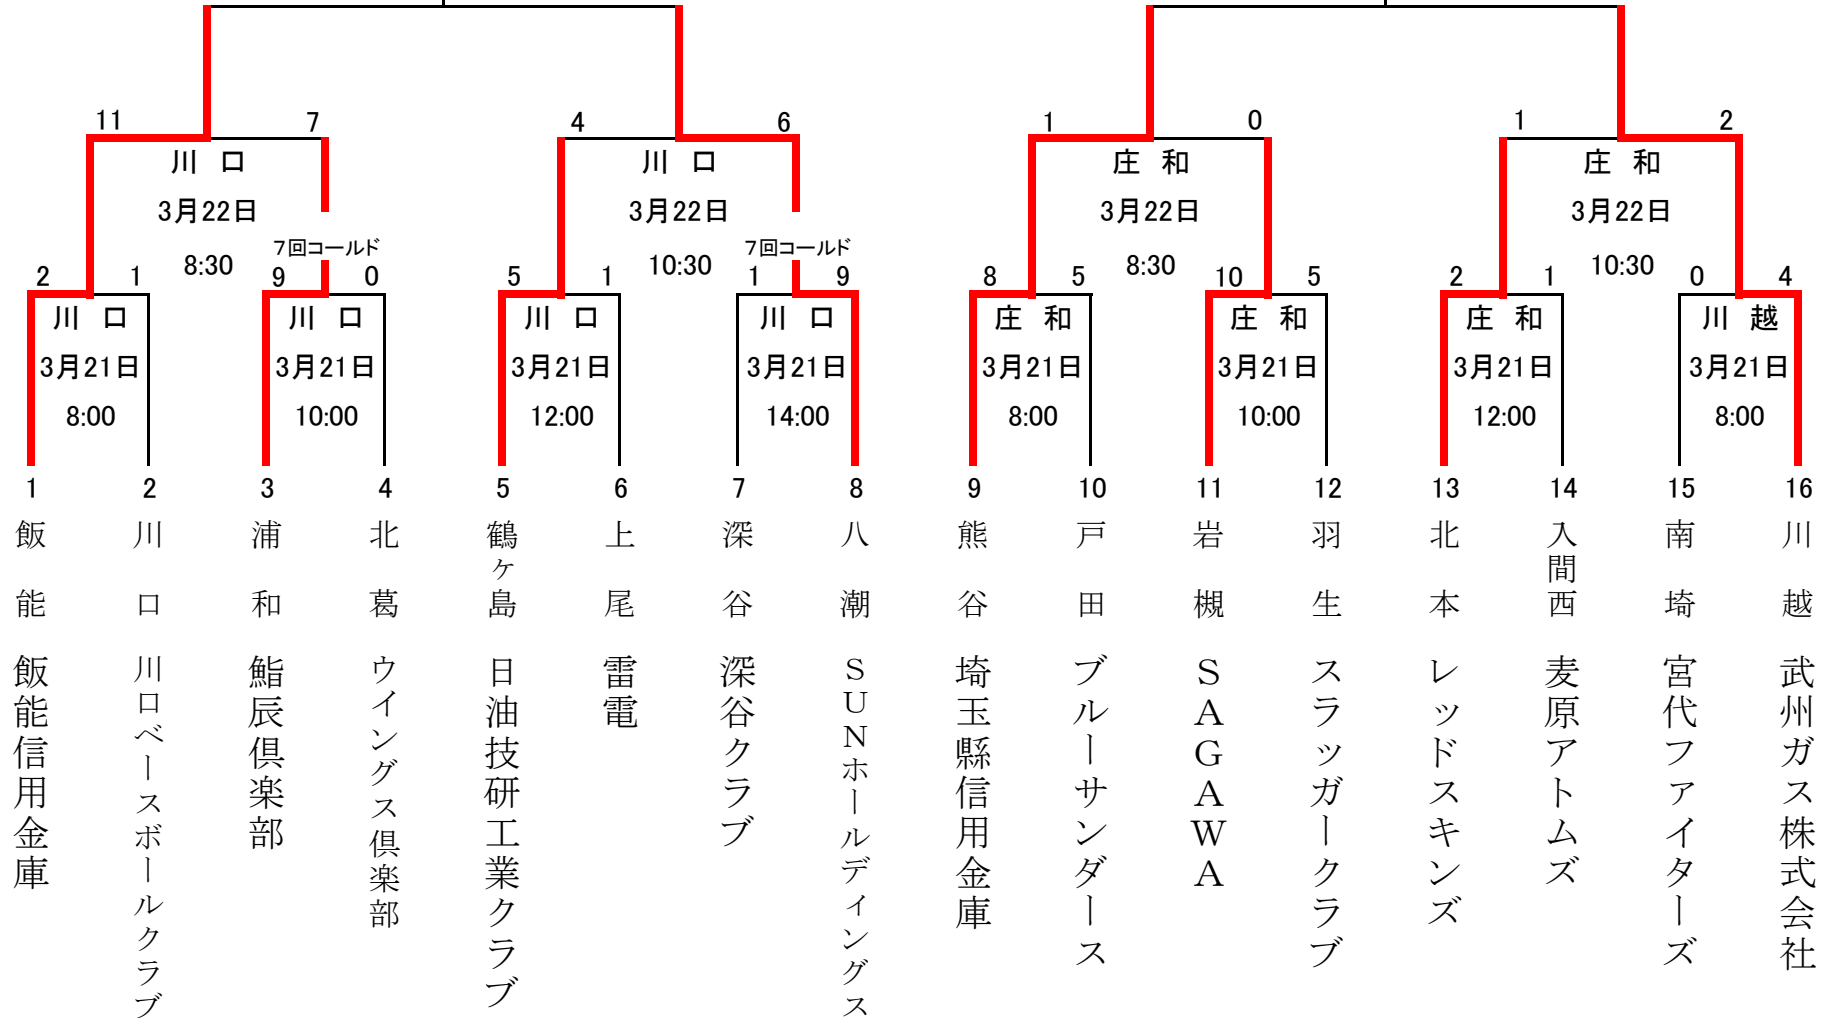 11 7 4 6 1 0 1 2
川 口 川 口 庄 和 庄 和
3月22日 3月22日 3月22日 3月22日
7回コールド 7回コールド
8:30 10:30 8:30 10:30
2 1 9 0 5 1 1 9 8 5 10 5 2 1 0 4
川 口 川 口 川 口 川 口 庄 和 庄 和 庄 和 川 越
3月21日 3月21日 3月21日 3月21日 3月21日 3月21日 3月21日 3月21日
8:00 10:00 12:00 14:00 8:00 10:00 12:00 8:00
1 2 3 4 5 6 7 8 9 10 11 12 13 14 15 16
飯能
飯能信用金庫
川口
川口ベースボールクラブ
浦和
鮨辰倶楽部
北葛
ウイングス倶楽部
鶴ヶ島
日油技研工業クラブ
上尾
雷電
深谷
深谷クラブ
八潮
SUNホールディングス
熊谷
埼玉縣信用金庫
戸田
ブルーサンダース
岩槻
SAGAWA
羽生
スラッガークラブ
北本
レッドスキンズ
入間西
麦原アトムズ
南埼
宮代ファイターズ
川越
武州ガス株式会社